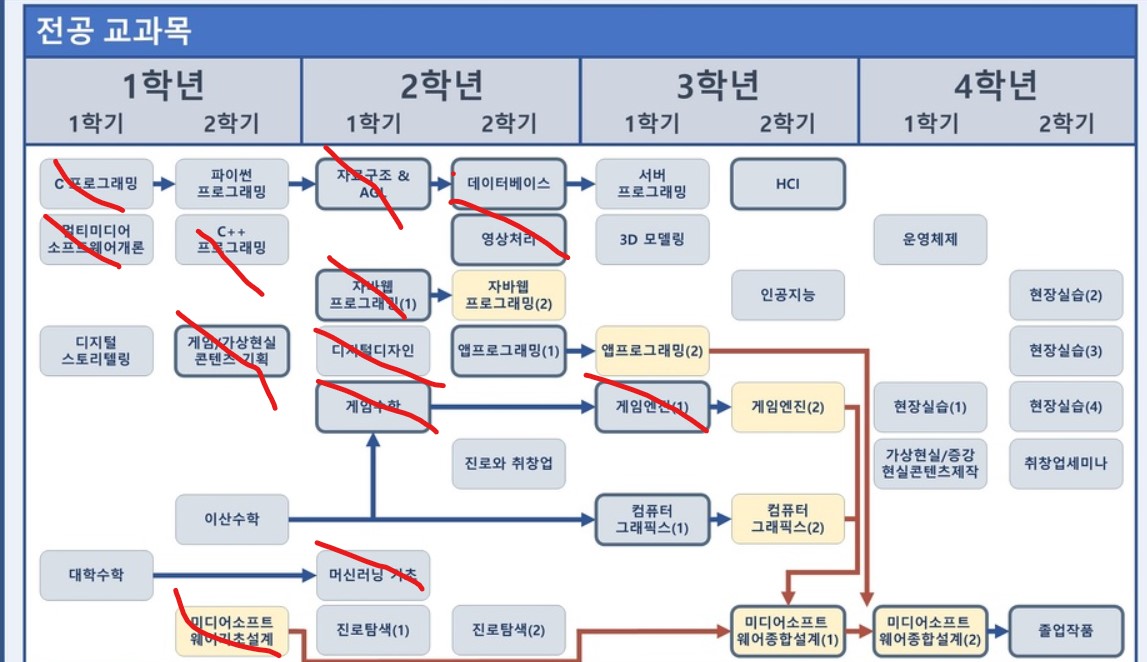 전공 교과목
1학년
2학년
3학년
4학년
1학기
2학기
1학기
2학기
1학기
2학기
1학기
2학기
C 프로그래밍
파이썬
프로그래밍
자료구조 &
데이터베이스
서버
프로그래밍
HCI
멀티미디어
소프트웨어개론
C++
프로그래밍
영상처리
3D 모델링
운영체제
자바웹
프로그래밍(1)
자바웹
프로그래밍(2)
인공지능
현장실습(2)
디지털
스토리텔링
게임/가상현실
콘텐츠 기획
디지털디자인
앱프로그래밍(1)
앱프로그래밍(2)
현장실습(3)
게임수학
게임엔진(1)
게임엔진(2)
현장실습(1)
현장실습(4)
진로와 취창업
가상현실/증강
현실콘텐츠제작
취창업세미나
이산수학
컴퓨터
그래픽스(1)
컴퓨터
그래픽스(2)
대학수학
머신러닝 기초
미디어소프트
웨어기초설계
진로탐색(1)
진로탐색(2)
미디어소프트
웨어종합설계(1)
미디어소프트
웨어종합설계(2)
졸업작품